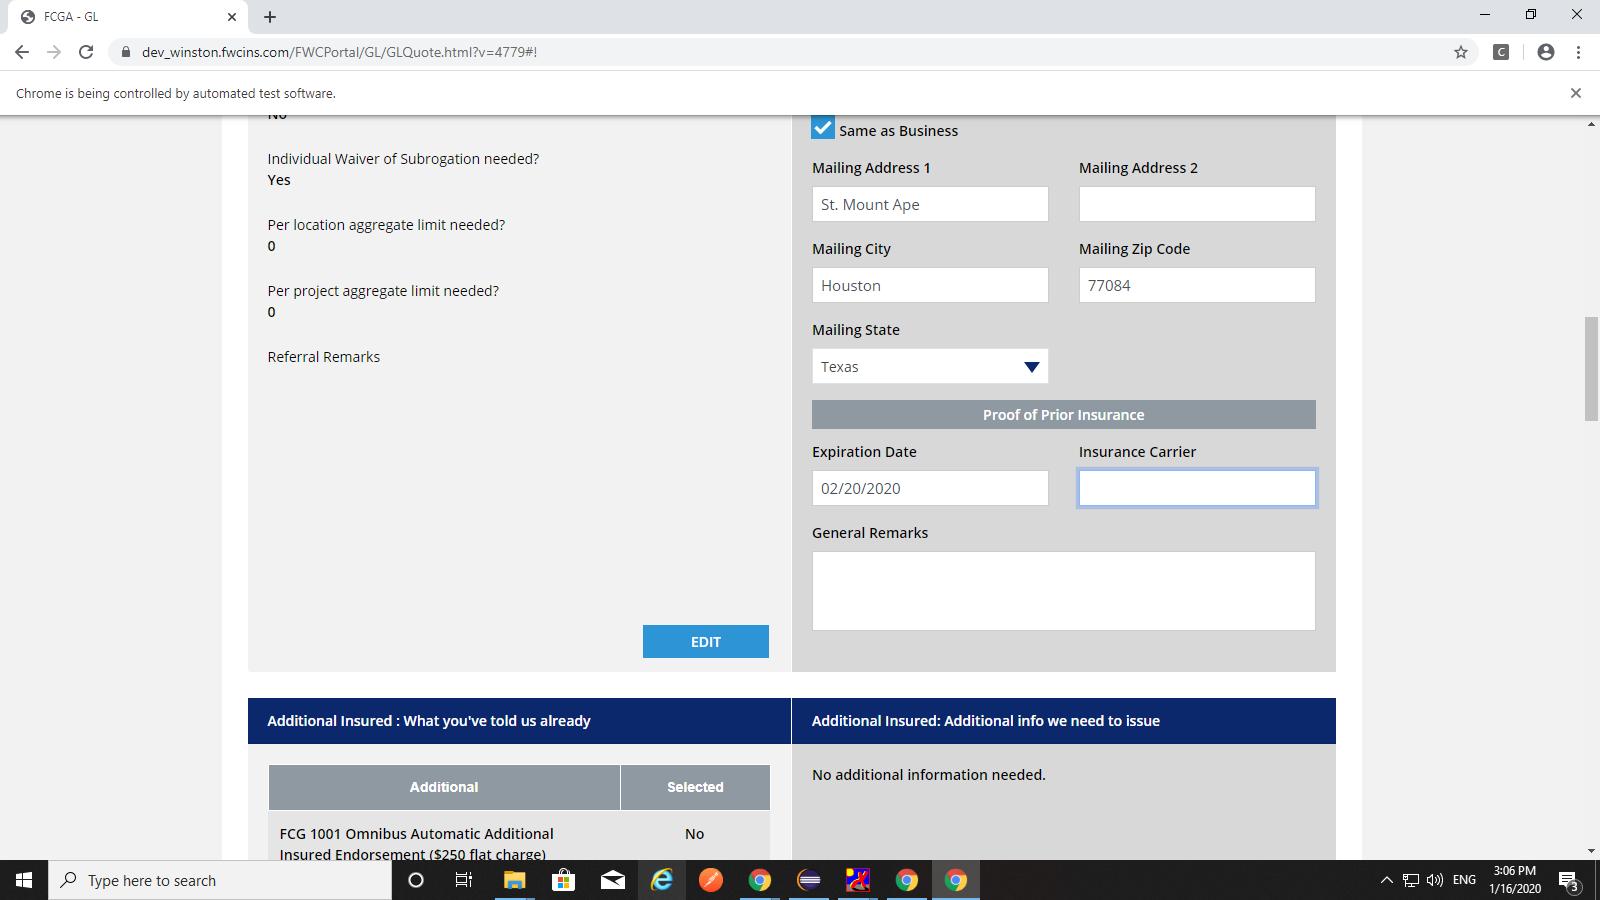 FCGA - GL
dev_winston.fwcins.com/FWCPortal/GL/GLQuote.html?v=4779#!
C
Chrome is being controlled by automated test software.
No
Individual Waiver of Subrogation needed?
Yes
Per location aggregate limit needed?
0
Per project aggregate limit needed?
0
Referral Remarks
EDIT
Same as Business
Mailing Address 1
Mailing Address 2
St. Mount Ape
Mailing City
Mailing Zip Code
Houston
77084
Mailing State
Texas
Proof of Prior Insurance
Expiration Date
Insurance Carrier
02/20/2020
General Remarks
Additional Insured : What you've told us already
Additional Insured: Additional info we need to issue
Additional
Selected
No additional information needed.
FCG 1001 Omnibus Automatic Additional
Insured Endorsement ($250 flat charge)
No
Type here to search
ENG
3:06 PM
1/16/2020
3